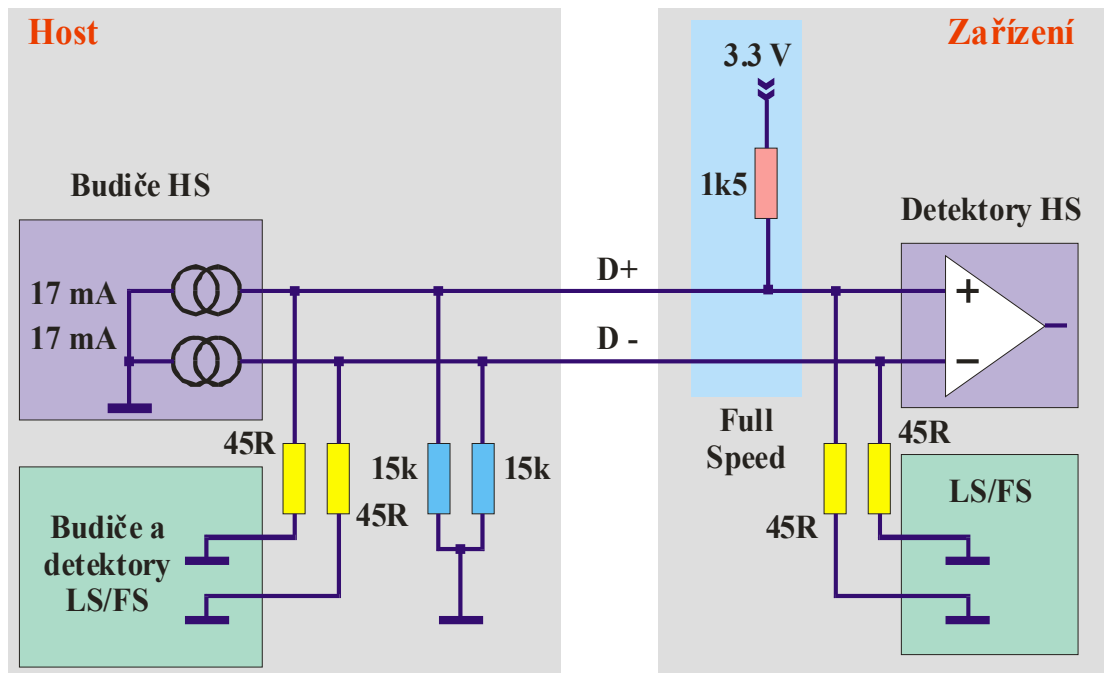 Host
Zařízení
3.3 V
1k5
Budiče HS
Detektory HS
17 mA
17 mA
D+
D -
+
−
Full
Speed
45R
45R
15k
15k
45R
45R
Budiče a
detektory
LS/FS
LS/FS